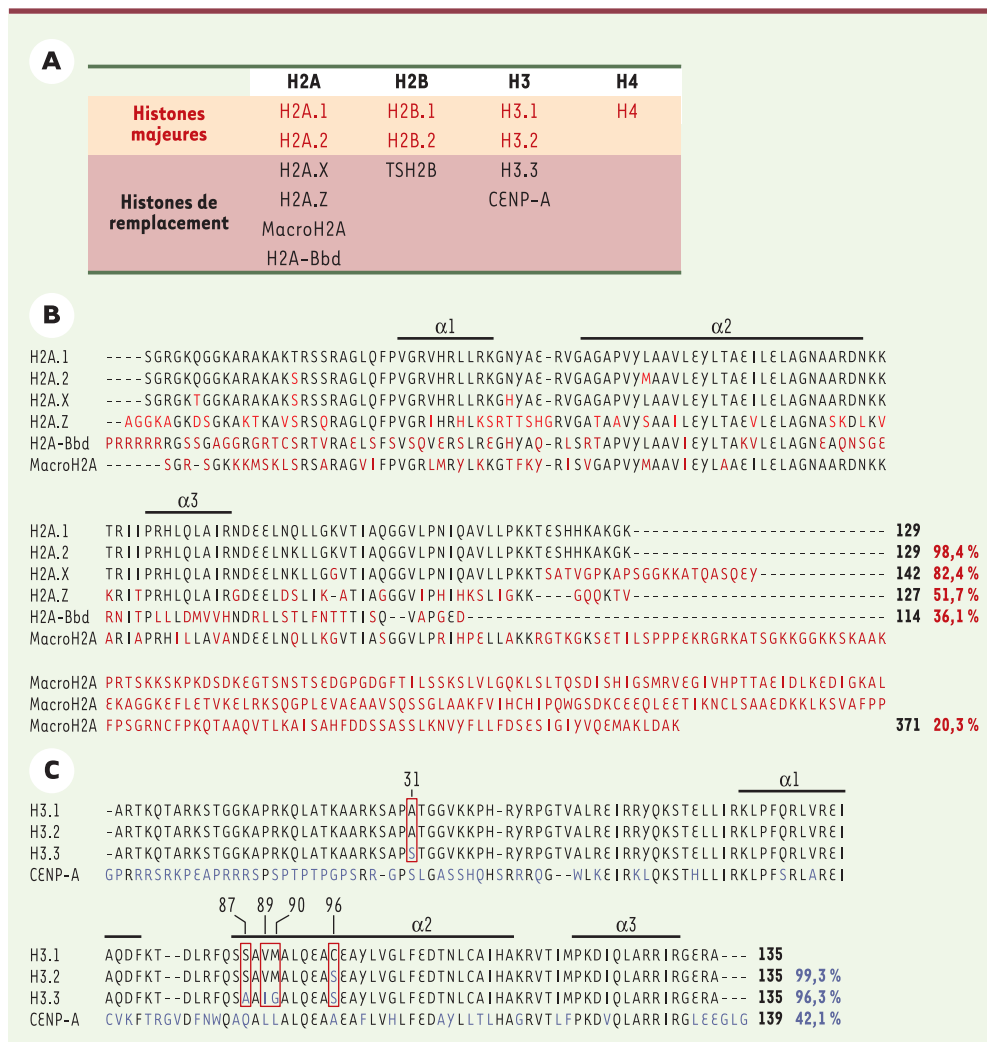 A
H2A H2B H3 H4
Histones majeures
H2A.1 H2B.1 H3.1 H4
H2A.2 H2B.2 H3.2
Histones de remplacement
H2A.X TSH2B H3.3
H2A.Z CENP-A
MacroH2A
H2A-Bbd
B
α1 α2
H2A.1 ----SGRGKQGGKARAKAKTRSSRAGLQFPVGRVHRLLRKGNYAE-RVGAGAPVYLAAVLEYLTAEILELAGNAARDNKK
H2A.2 ----SGRGKQGGKARAKAKSRSSRAGLQFPVGRVHRLLRKGNYAE-RVGAGAPVYMAAVLEYLTAEILELAGNAARDNKK
H2A.X ----SGRGKTGGKARAKAKSRSSRAGLQFPVGRVHRLLRKGHYAE-RVGAGAPVYLAAVLEYLTAEILELAGNAARDNKK
H2A.Z --AGGKAGKDSGKAKTKAVSRSQRAGLQFPVGRIHRHLKSRTTSHGRVGATAAVYSAAILEYLTAEVLELAGNASKDLKV
H2A-Bbd PRRRRRRGSSGAGGRGRTCSRTVRAELSFSVSQVERSLREGHYAQ-RLSRTAPVYLAAVIEYLTAKVLELAGNEAQNSGE
MacroH2A -----SGR-SGKKKMSKLSRSARAGVIFPVGRLMRYLKKGTFKY-RISVGAPVYMAAVIEYLAAEILELAGNAARDNKK
α3
H2A.1 TRIIPRHLQLAIRNDEELNQLLGKVTIAQGGVLPNIQAVLLPKKTESHHKAKGK-------------------------- 129
H2A.2 TRIIPRHLQLAIRNDEELNQLLGKVTIAQGGVLPNIQAVLLPKKTESHHKAKGK-------------------------- 129 98,4 %
H2A.X TRIIPRHLQLAIRNDEELNKLLGGVTIAQGGVLPNIQAVLLPKKTSATVGPKAPSGGKKATQASQEY------------- 142 82,4 %
H2A.Z KRITPRHLQLAIRGDEELDSLIK-ATIAGGGVIPHIHKSLIGKK---GQQKTV--------------------------- 127 51,7 %
H2A-Bbd RNITPLLLDMVVHNDRLLSTLFNTTTISQ--VAPGED------------------------------------------- 114 36,1 %
MacroH2A ARIAPRHILLAVANDEELNQLLKGVTIASGGVLPRIHPELLAKKRGTKGKSETILSPPPEKRGRKATSGKKGGKKSKAAK
MacroH2A PRTSKKSKPKDSDKEGTSNSTSEDGPGDGFTILSSKSLVLGQKLSLTQSDISHIGSMRVEGIVHPTTAEIDLKEDIGKAL
MacroH2A EKAGGKEFLETVKELRKSQGPLEVAEAAVSQSSGLAAKFVIHCHIPQWGSDKCEEQLEETIKNCLSAAEDKKLKSVAFPP
MacroH2A FPSGRNCFPKQTAAQVTLKAISAHFDDSSASSLKNVYFLLFDSESIGIYVQEMAKLDAK 371 20,3 %
C
31 α1
H3.1 -ARTKQTARKSTGGKAPRKQLATKAARKSAPATGGVKKPH-RYRPGTVALREIRRYQKSTELLIRKLPFQRLVREI
H3.2 -ARTKQTARKSTGGKAPRKQLATKAARKSAPATGGVKKPH-RYRPGTVALREIRRYQKSTELLIRKLPFQRLVREI
H3.3 -ARTKQTARKSTGGKAPRKQLATKAARKSAPSTGGVKKPH-RYRPGTVALREIRRYQKSTELLIRKLPFQRLVREI
CENP-A GPRRRSRKPEAPRRRSPSPTPTPGPSRR-GPSLGASSHQHSRRRQG--WLKEIRKLQKSTHLLIRKLPFSRLAREI
87 89 90 96 α2 α3
H3.1 AQDFKT--DLRFQSSAVMALQEACEAYLVGLFEDTNLCAIHAKRVTIMPKDIQLARRIRGERA--- 135
H3.2 AQDFKT--DLRFQSSAVMALQEASEAYLVGLFEDTNLCAIHAKRVTIMPKDIQLARRIRGERA--- 135 99,3 %
H3.3 AQDFKT--DLRFQSAAIGALQEASEAYLVGLFEDTNLCAIHAKRVTIMPKDIQLARRIRGERA--- 135 96,3 %
CENP-A CVKFTRGVDFNWQAQALLALQEAAEAFLVHLFEDAYLLTLHAGRVTLFPKDVQLARRIRGLEEGLG 139 42,1 %